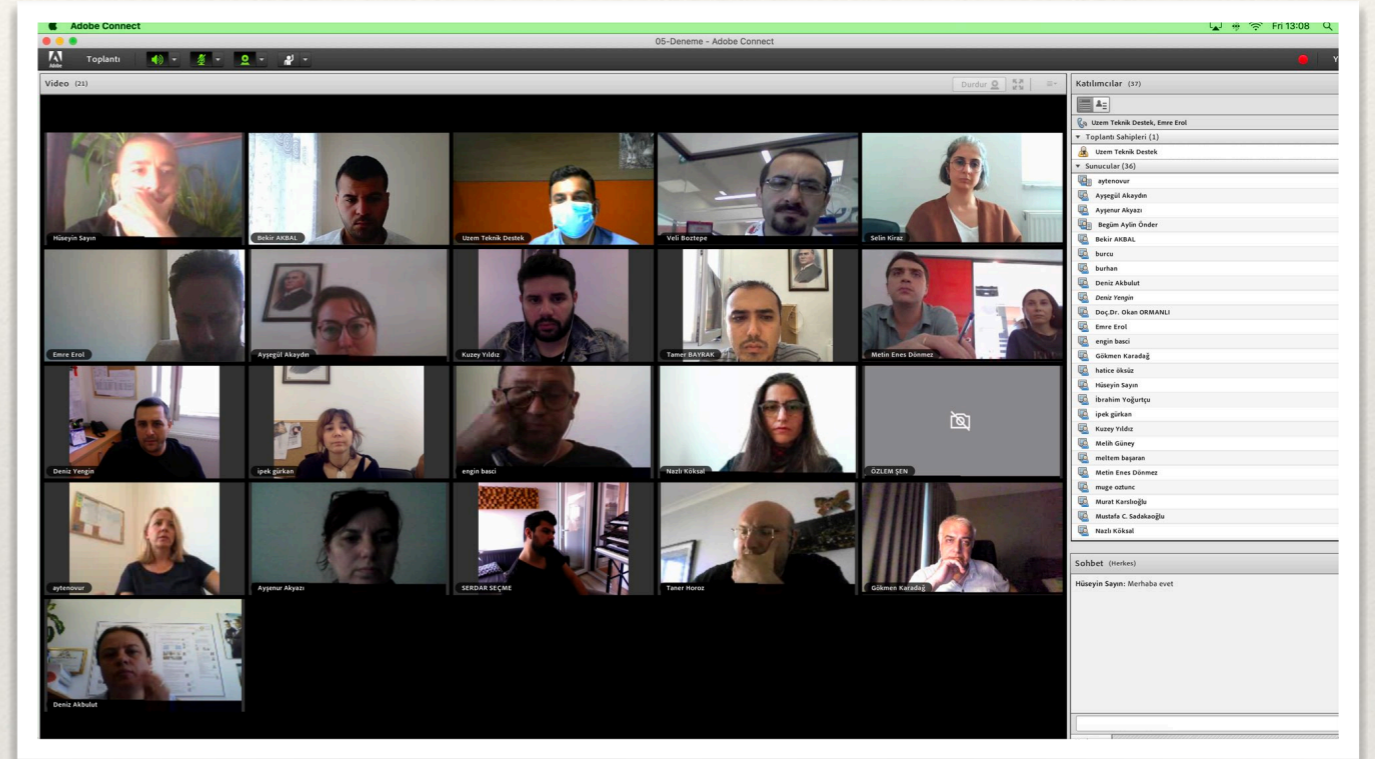 Adobe Connect
Fri 13:08
05-Deneme - Adobe Connect
Adobe
Toplantı
Y
Video (21)
Durdur
Hüseyin Sayın
Bekir AKBAL
Uzem Teknik Destek
Veli Boztepe
Selin Kiraz
Emre Erol
Ayşegül Akaydın
Kuzey Yıldız
Tamer BAYRAK
Metin Enes Dönmez
Deniz Yengin
ipek gürkan
engin basci
Nazlı Köksal
ÖZLEM ŞEN
aytenovur
Ayşenur Akyazı
SERDAR SEÇME
Taner Horoz
Gökmen Karadağ
Deniz Akbulut
Katılımcılar (37)
Uzem Teknik Destek, Emre Erol
Toplantı Sahipleri (1)
Uzem Teknik Destek
Sunucular (36)
aytenovur
Ayşegül Akaydın
Ayşenur Akyazı
Begüm Aylin Önder
Bekir AKBAL
burcu
burhan
Deniz Akbulut
Deniz Yengin
Doç.Dr. Okan ORMANLI
Emre Erol
engin basci
Gökmen Karadağ
hatice öksüz
Hüseyin Sayın
İbrahim Yoğurtçu
ipek gürkan
Kuzey Yıldız
Melih Güney
meltem başaran
Metin Enes Dönmez
muge oztunc
Murat Karslıoğlu
Mustafa C. Sadakaoğlu
Nazlı Köksal
Sohbet (Herkes)
Hüseyin Sayın: Merhaba evet